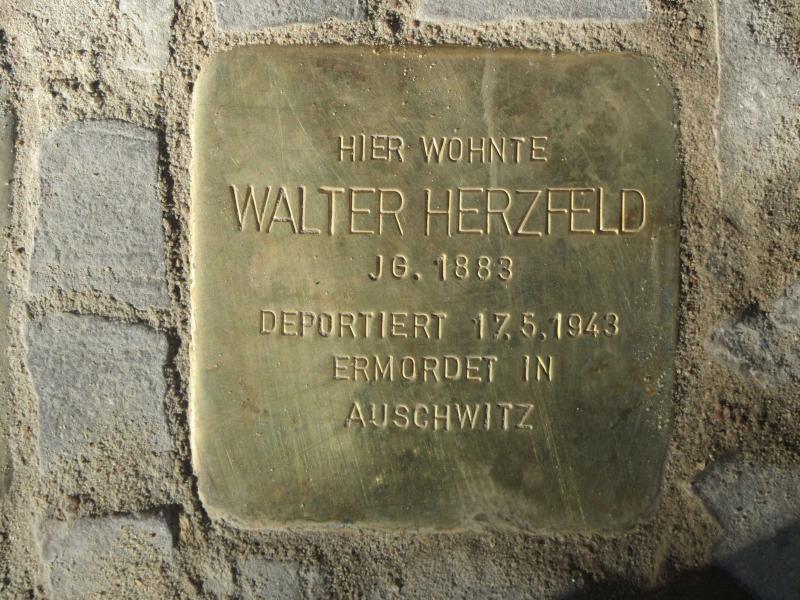 HIER WOHNTE
WALTER HERZFELD
JG. 1883
DEPORTIERT 17.5.1943
ERMORDET IN
AUSCHWITZ